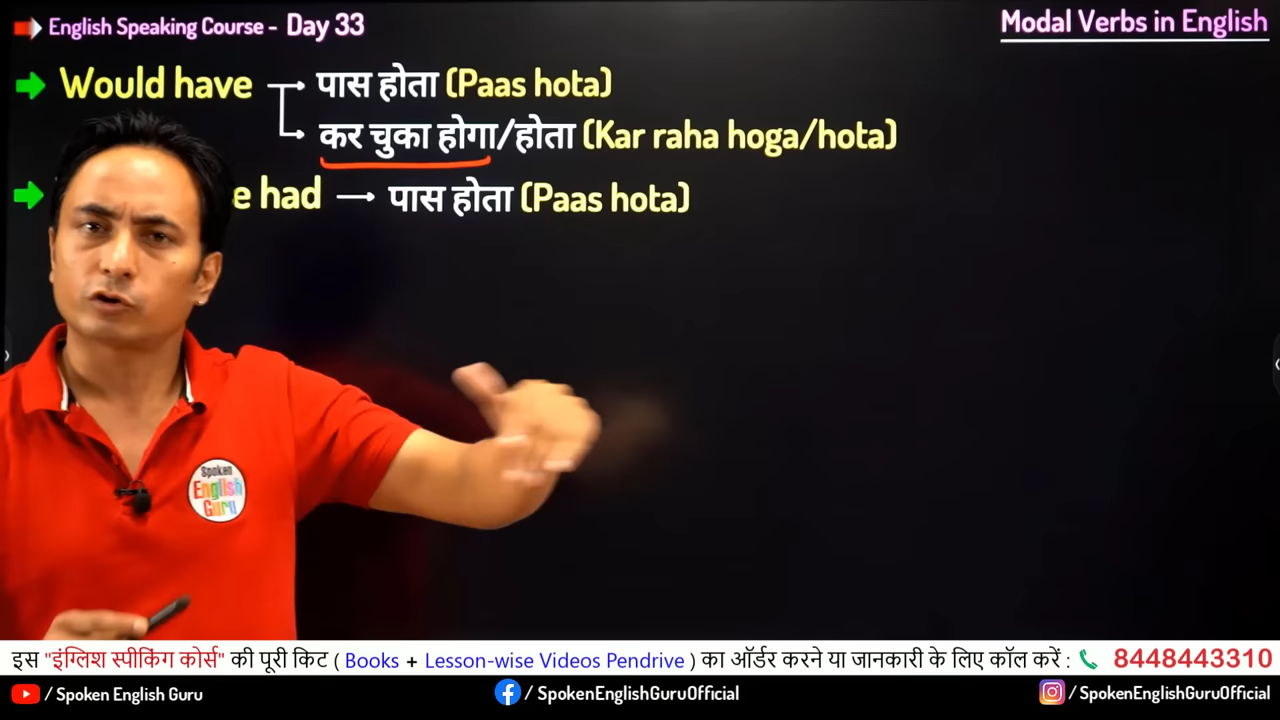 English Speaking Course - Day 33
Modal Verbs in English
Would have → पास होता (Paas hota)
→ कर चुका होगा/होता (Kar raha hoga/hota)
had → पास होता (Paas hota)
Spoken
English
Guru
इस "इंग्लिश स्पीकिंग कोर्स" की पूरी किट ( Books + Lesson-wise Videos Pendrive ) का ऑर्डर करने या जानकारी के लिए कॉल करें : 8448443310
/ Spoken English Guru
/ SpokenEnglishGuruOfficial
/ SpokenEnglishGuruOfficial